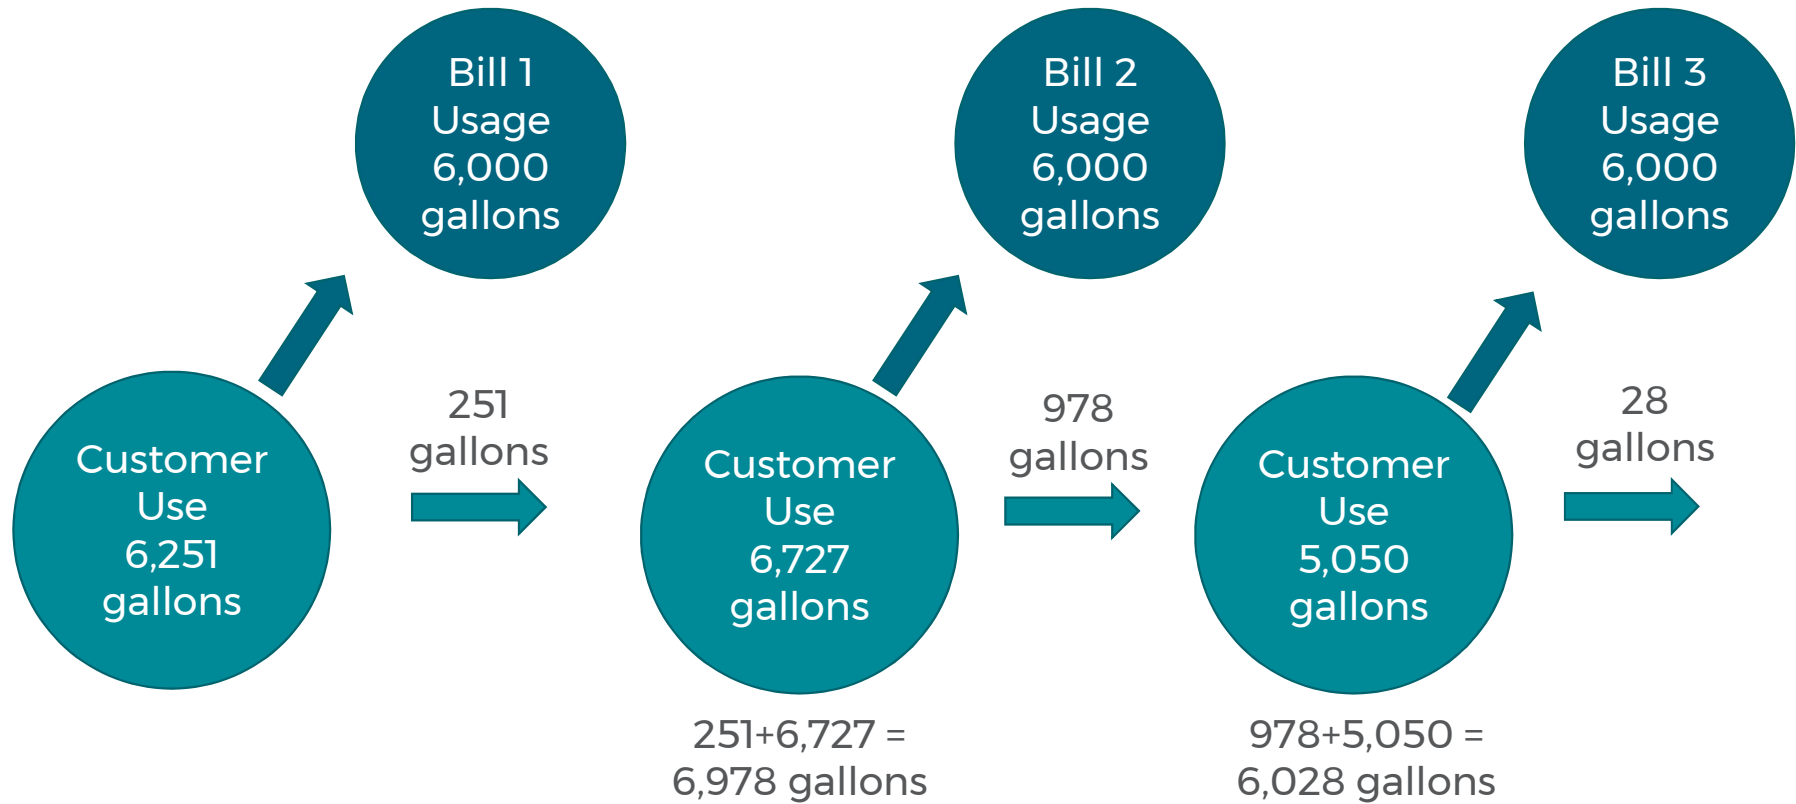 Bill 1
Usage
6,000
gallons
Bill 2
Usage
6,000
gallons
Bill 3
Usage
6,000
gallons
Customer
Use
6,251
gallons
251
gallons
Customer
Use
6,727
gallons
978
gallons
Customer
Use
5,050
gallons
28
gallons
251+6,727 =
6,978 gallons
978+5,050 =
6,028 gallons